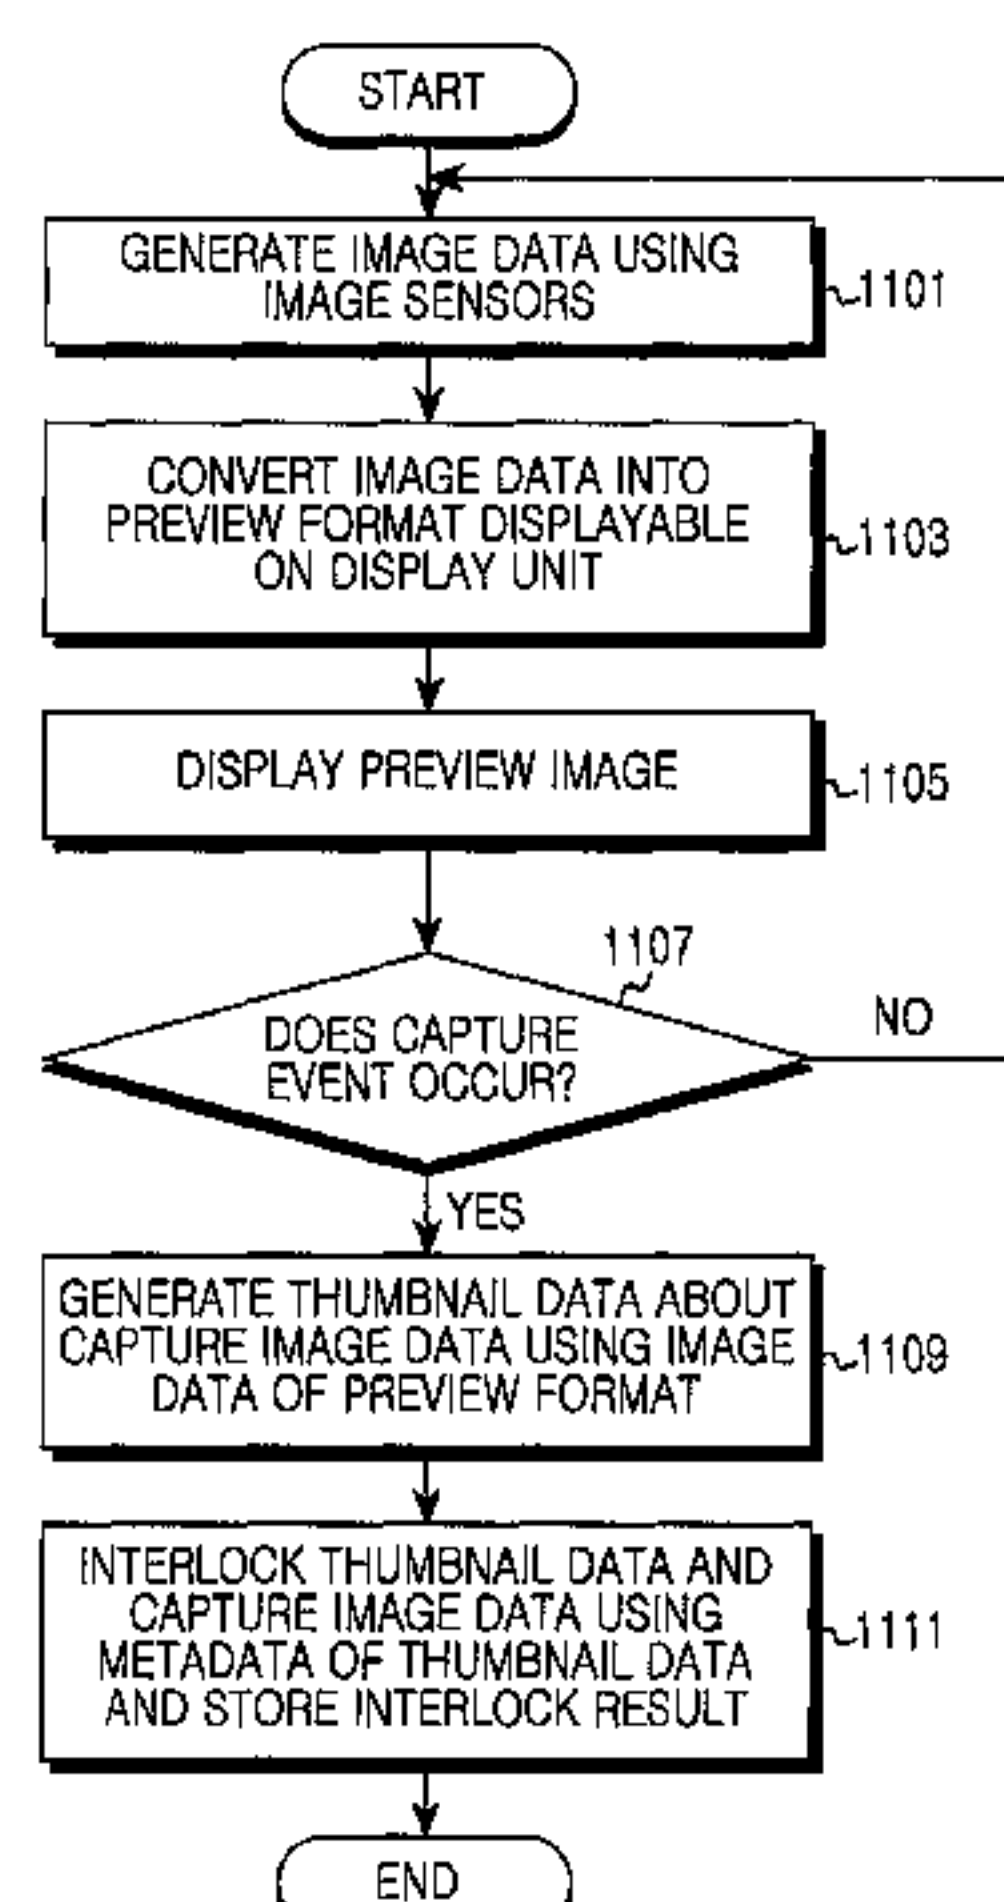 START
GENERATE IMAGE DATA USING
IMAGE SENSORS
1101
CONVERT IMAGE DATA INTO
PREVIEW FORMAT DISPLAYABLE
ON DISPLAY UNIT
1103
DISPLAY PREVIEW IMAGE
1105
1107
DOES CAPTURE
EVENT OCCUR?
NO
YES
GENERATE THUMBNAIL DATA ABOUT
CAPTURE IMAGE DATA USING IMAGE
DATA OF PREVIEW FORMAT
1109
INTERLOCK THUMBNAIL DATA AND
CAPTURE IMAGE DATA USING
METADATA OF THUMBNAIL DATA
AND STORE INTERLOCK RESULT
1111
END